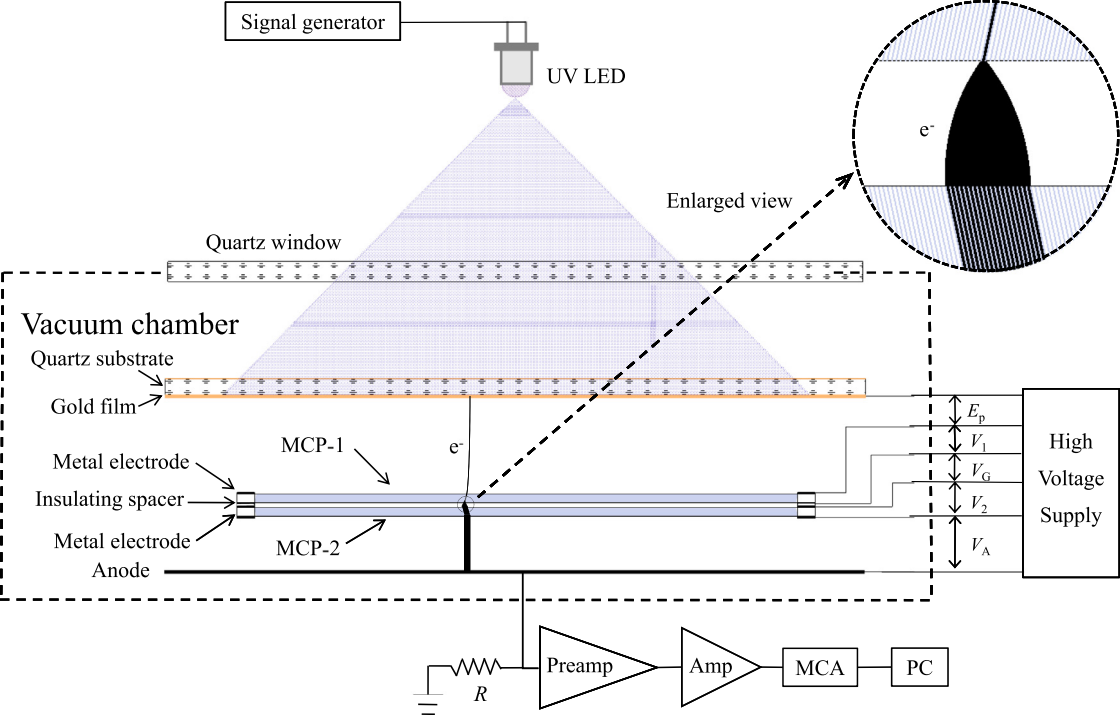 Signal generator
UV LED
e-
Enlarged view
Quartz window
Vacuum chamber
Quartz substrate
Gold film
Ep
V1
VG
V2
VA
High
Voltage
Supply
MCP-1
e-
Metal electrode
Insulating spacer
Metal electrode
MCP-2
Anode
R
Preamp
Amp
MCA
PC